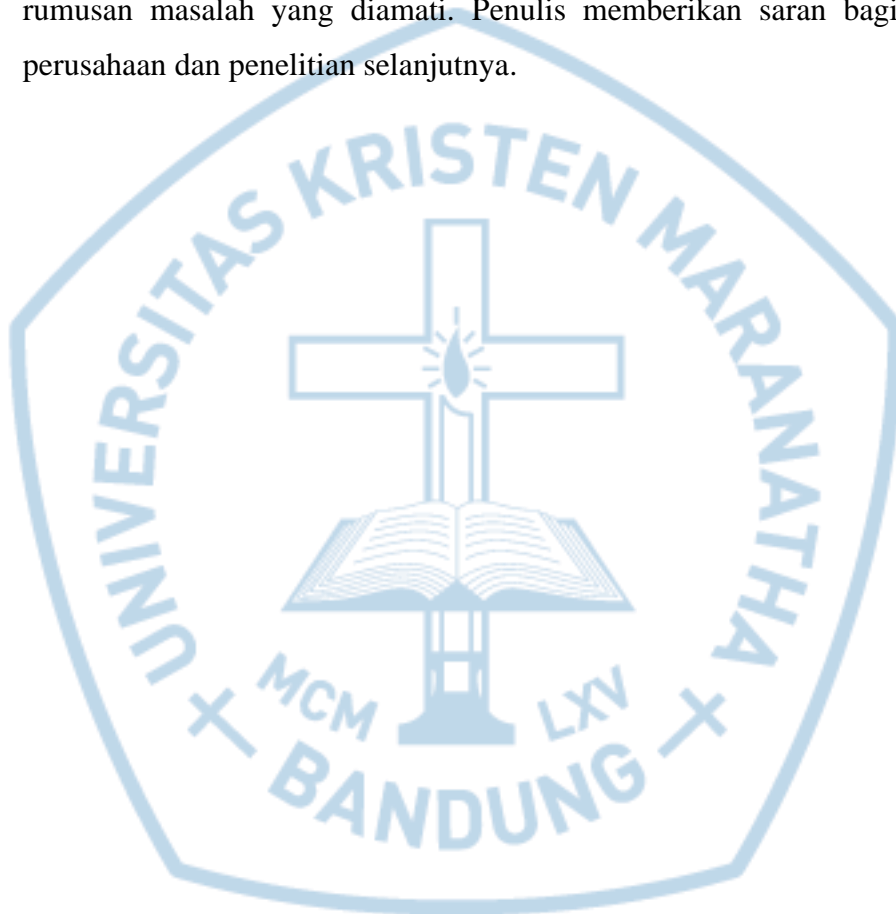 rumusan masalah yang diamati. Penulis memberikan saran bagi
perusahaan dan penelitian selanjutnya.
UNIVERSITAS KRISTEN MARANATHA
MCM LXV
BANDUNG